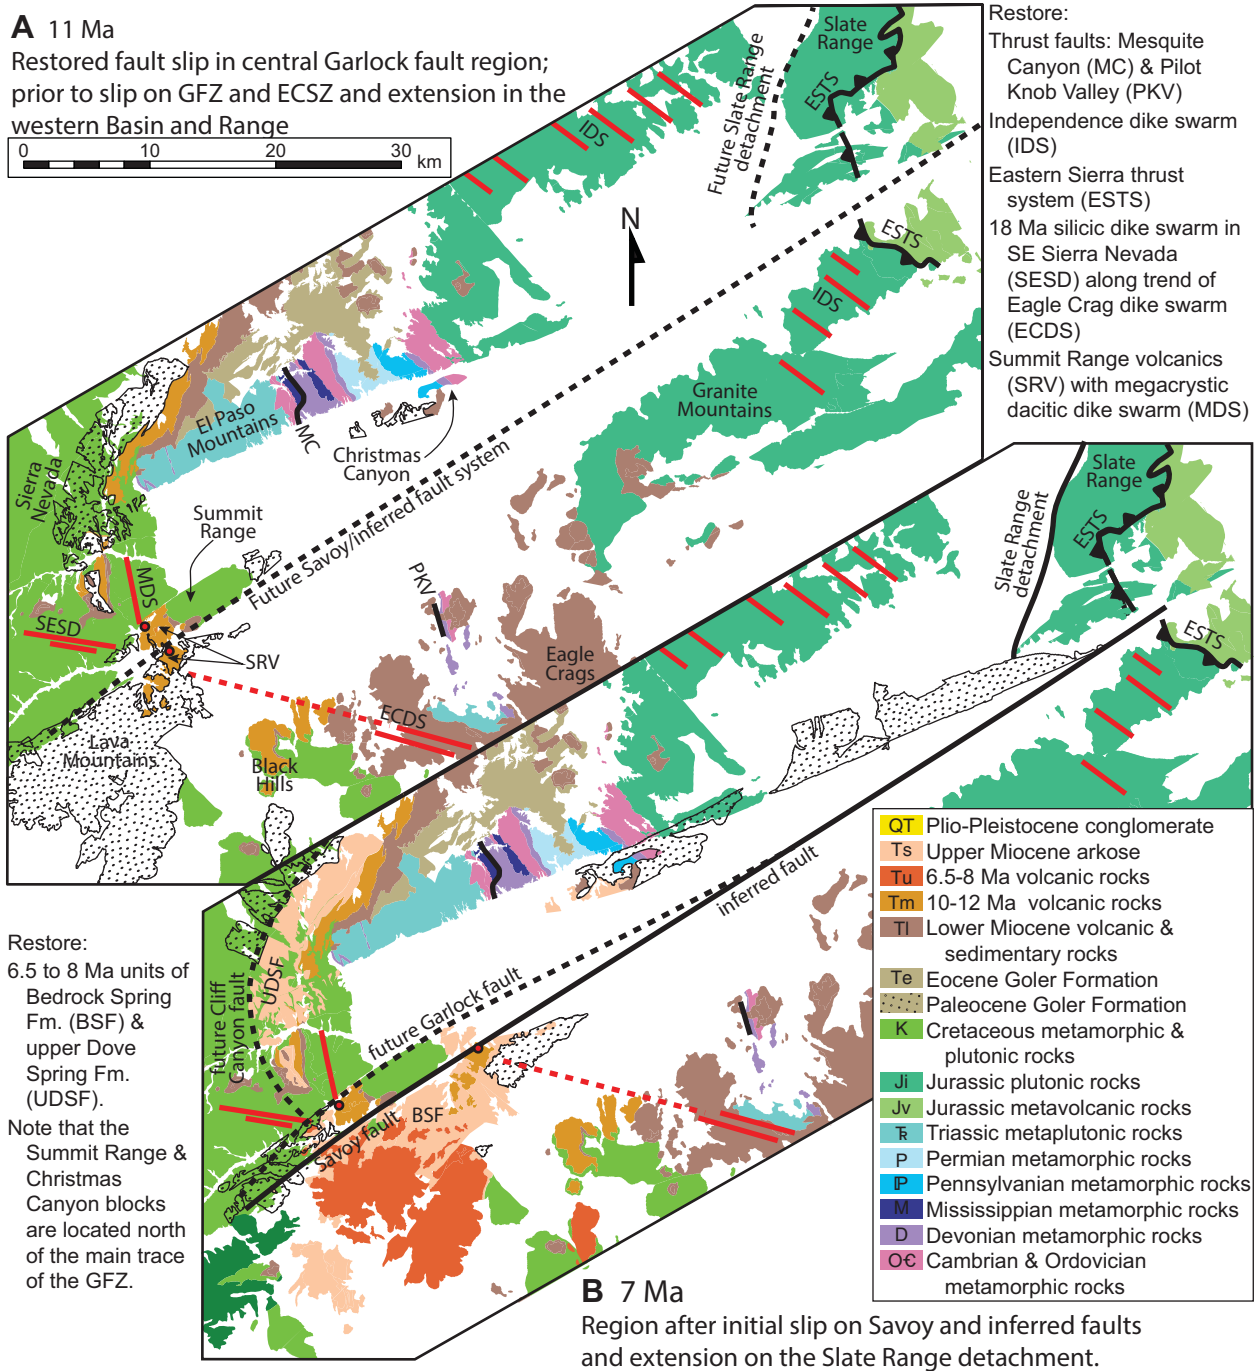 A 11 Ma
Restored fault slip in central Garlock fault region;
prior to slip on GFZ and ECSZ and extension in the
western Basin and Range
0 10 20 30 km
Restore:
Thrust faults: Mesquite
Canyon (MC) & Pilot
Knob Valley (PKV)
Independence dike swarm
(IDS)
Eastern Sierra thrust
system (ESTS)
18 Ma silicic dike swarm in
SE Sierra Nevada
(SESD) along trend of
Eagle Crag dike swarm
(ECDS)
Summit Range volcanics
(SRV) with megacrystic
dacitic dike swarm (MDS)
Future Slate Range
detachment
Slate
Range
ESTS
IDS
N
ESTS
IDS
Granite
Mountains
El Paso
Mountains
MC
Christmas
Canyon
Sierra
Nevada
Summit
Range
Future Savoy/inferred fault system
MDS
SESD
SRV
PKV
Eagle
Crags
ECDS
Lava
Mountains
Black
Hills
Slate Range
detachment
Slate
Range
ESTS
ESTS
inferred fault
future Garlock fault
future Cliff
Canyon fault
UDSF
Savoy fault
BSF
Restore:
6.5 to 8 Ma units of
Bedrock Spring
Fm. (BSF) &
upper Dove
Spring Fm.
(UDSF).
Note that the
Summit Range &
Christmas
Canyon blocks
are located north
of the main trace
of the GFZ.
QT Plio-Pleistocene conglomerate
Ts Upper Miocene arkose
Tu 6.5-8 Ma volcanic rocks
Tm 10-12 Ma volcanic rocks
Tl Lower Miocene volcanic &
sedimentary rocks
Te Eocene Goler Formation
Paleocene Goler Formation
K Cretaceous metamorphic &
plutonic rocks
Ji Jurassic plutonic rocks
Jv Jurassic metavolcanic rocks
T̅R Triassic metaplutonic rocks
P Permian metamorphic rocks
ℙ Pennsylvanian metamorphic rocks
M Mississippian metamorphic rocks
D Devonian metamorphic rocks
O€ Cambrian & Ordovician
metamorphic rocks
B 7 Ma
Region after initial slip on Savoy and inferred faults
and extension on the Slate Range detachment.